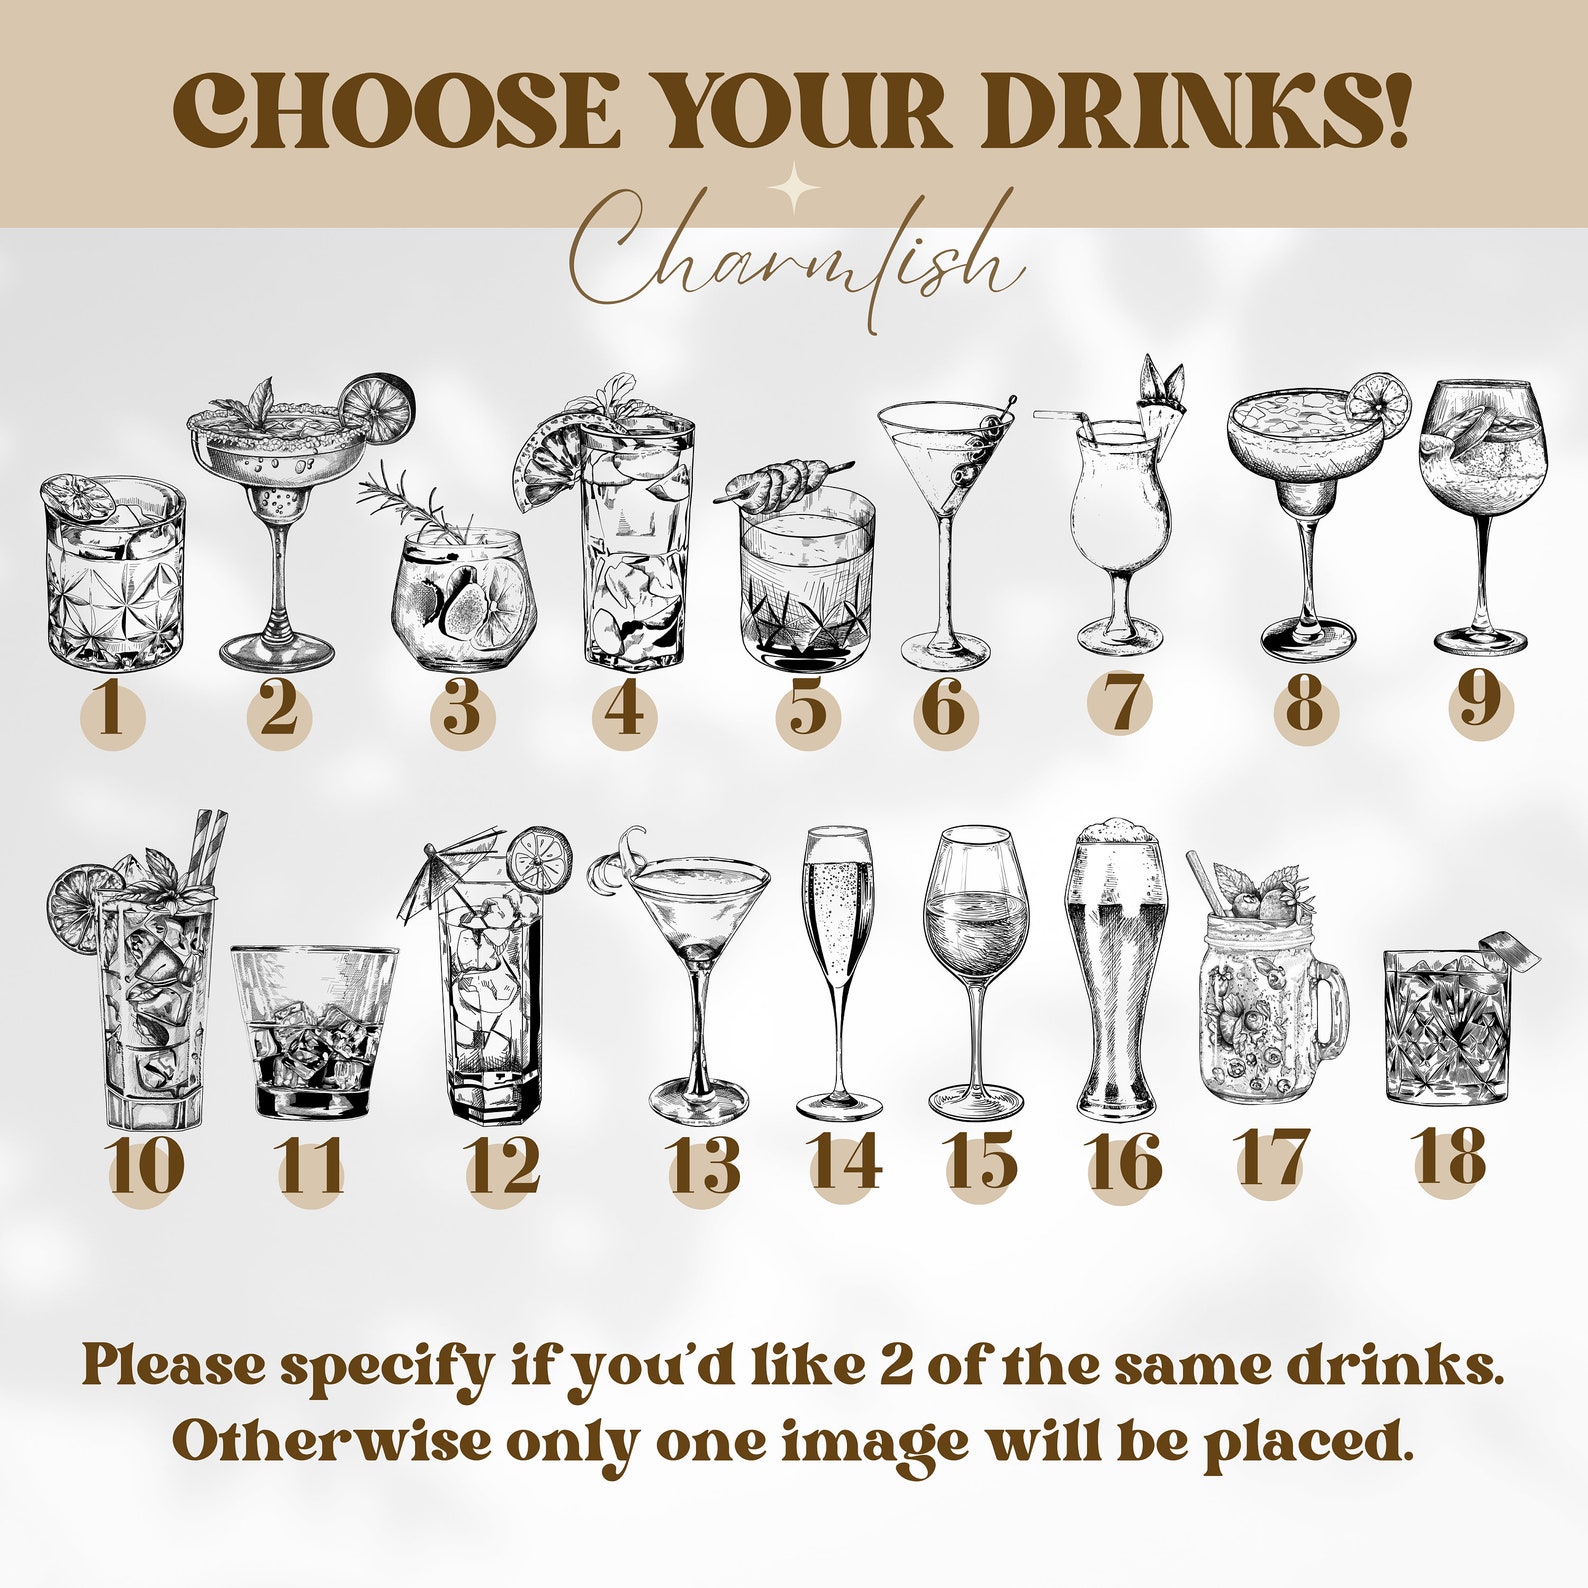 CHOOSE YOUR DRINKS!
Charmlish
1 2 3 4 5 6 7 8 9
10 11 12 13 14 15 16 17 18
Please specify if you'd like 2 of the same drinks.
Otherwise only one image will be placed.